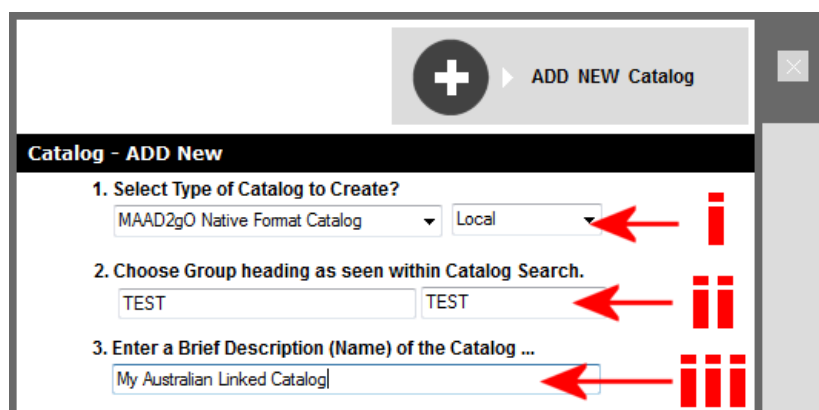 ADD NEW Catalog
Catalog - ADD New
1. Select Type of Catalog to Create?
MAAD2gO Native Format Catalog Local i
2. Choose Group heading as seen within Catalog Search.
TEST TEST ii
3. Enter a Brief Description (Name) of the Catalog ...
My Australian Linked Catalog iii